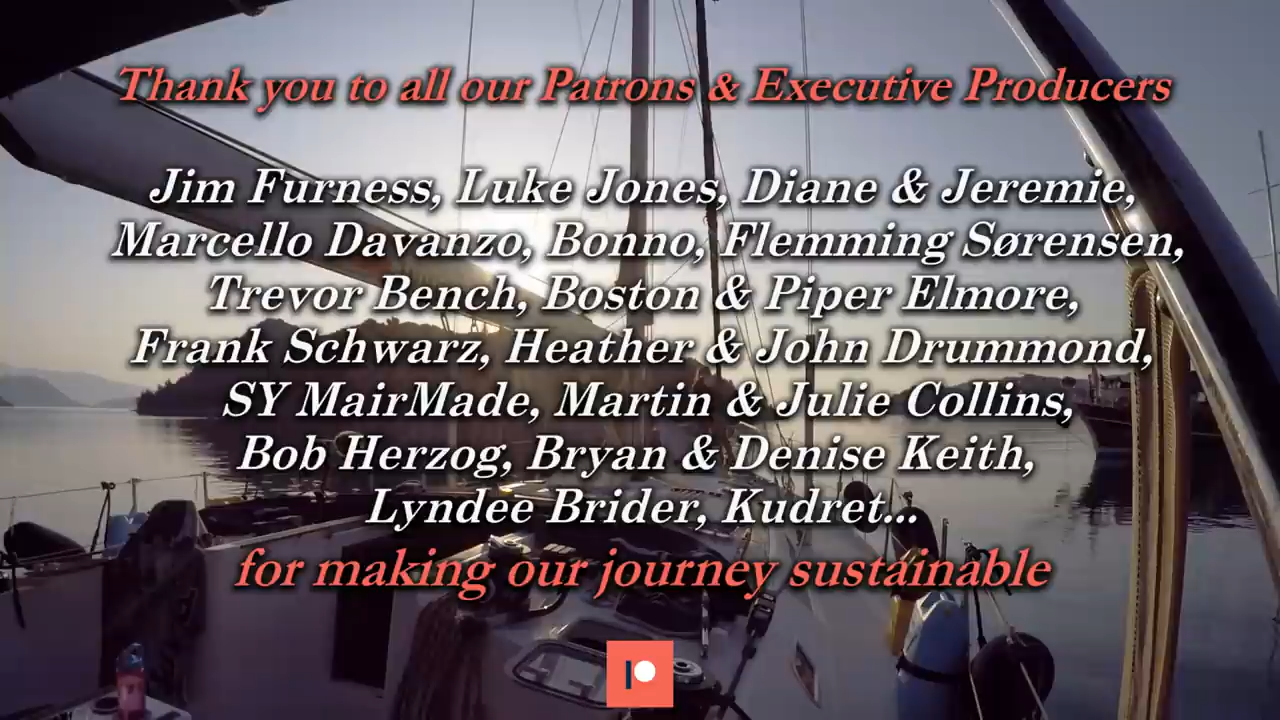 Thank you to all our Patrons & Executive Producers
Jim Furness, Luke Jones, Diane & Jeremie,
Marcello Davanzo, Bonno, Flemming Sørensen,
Trevor Bench, Boston & Piper Elmore,
Frank Schwarz, Heather & John Drummond,
SY MairMade, Martin & Julie Collins,
Bob Herzog, Bryan & Denise Keith,
Lyndee Brider, Kudret...
for making our journey sustainable